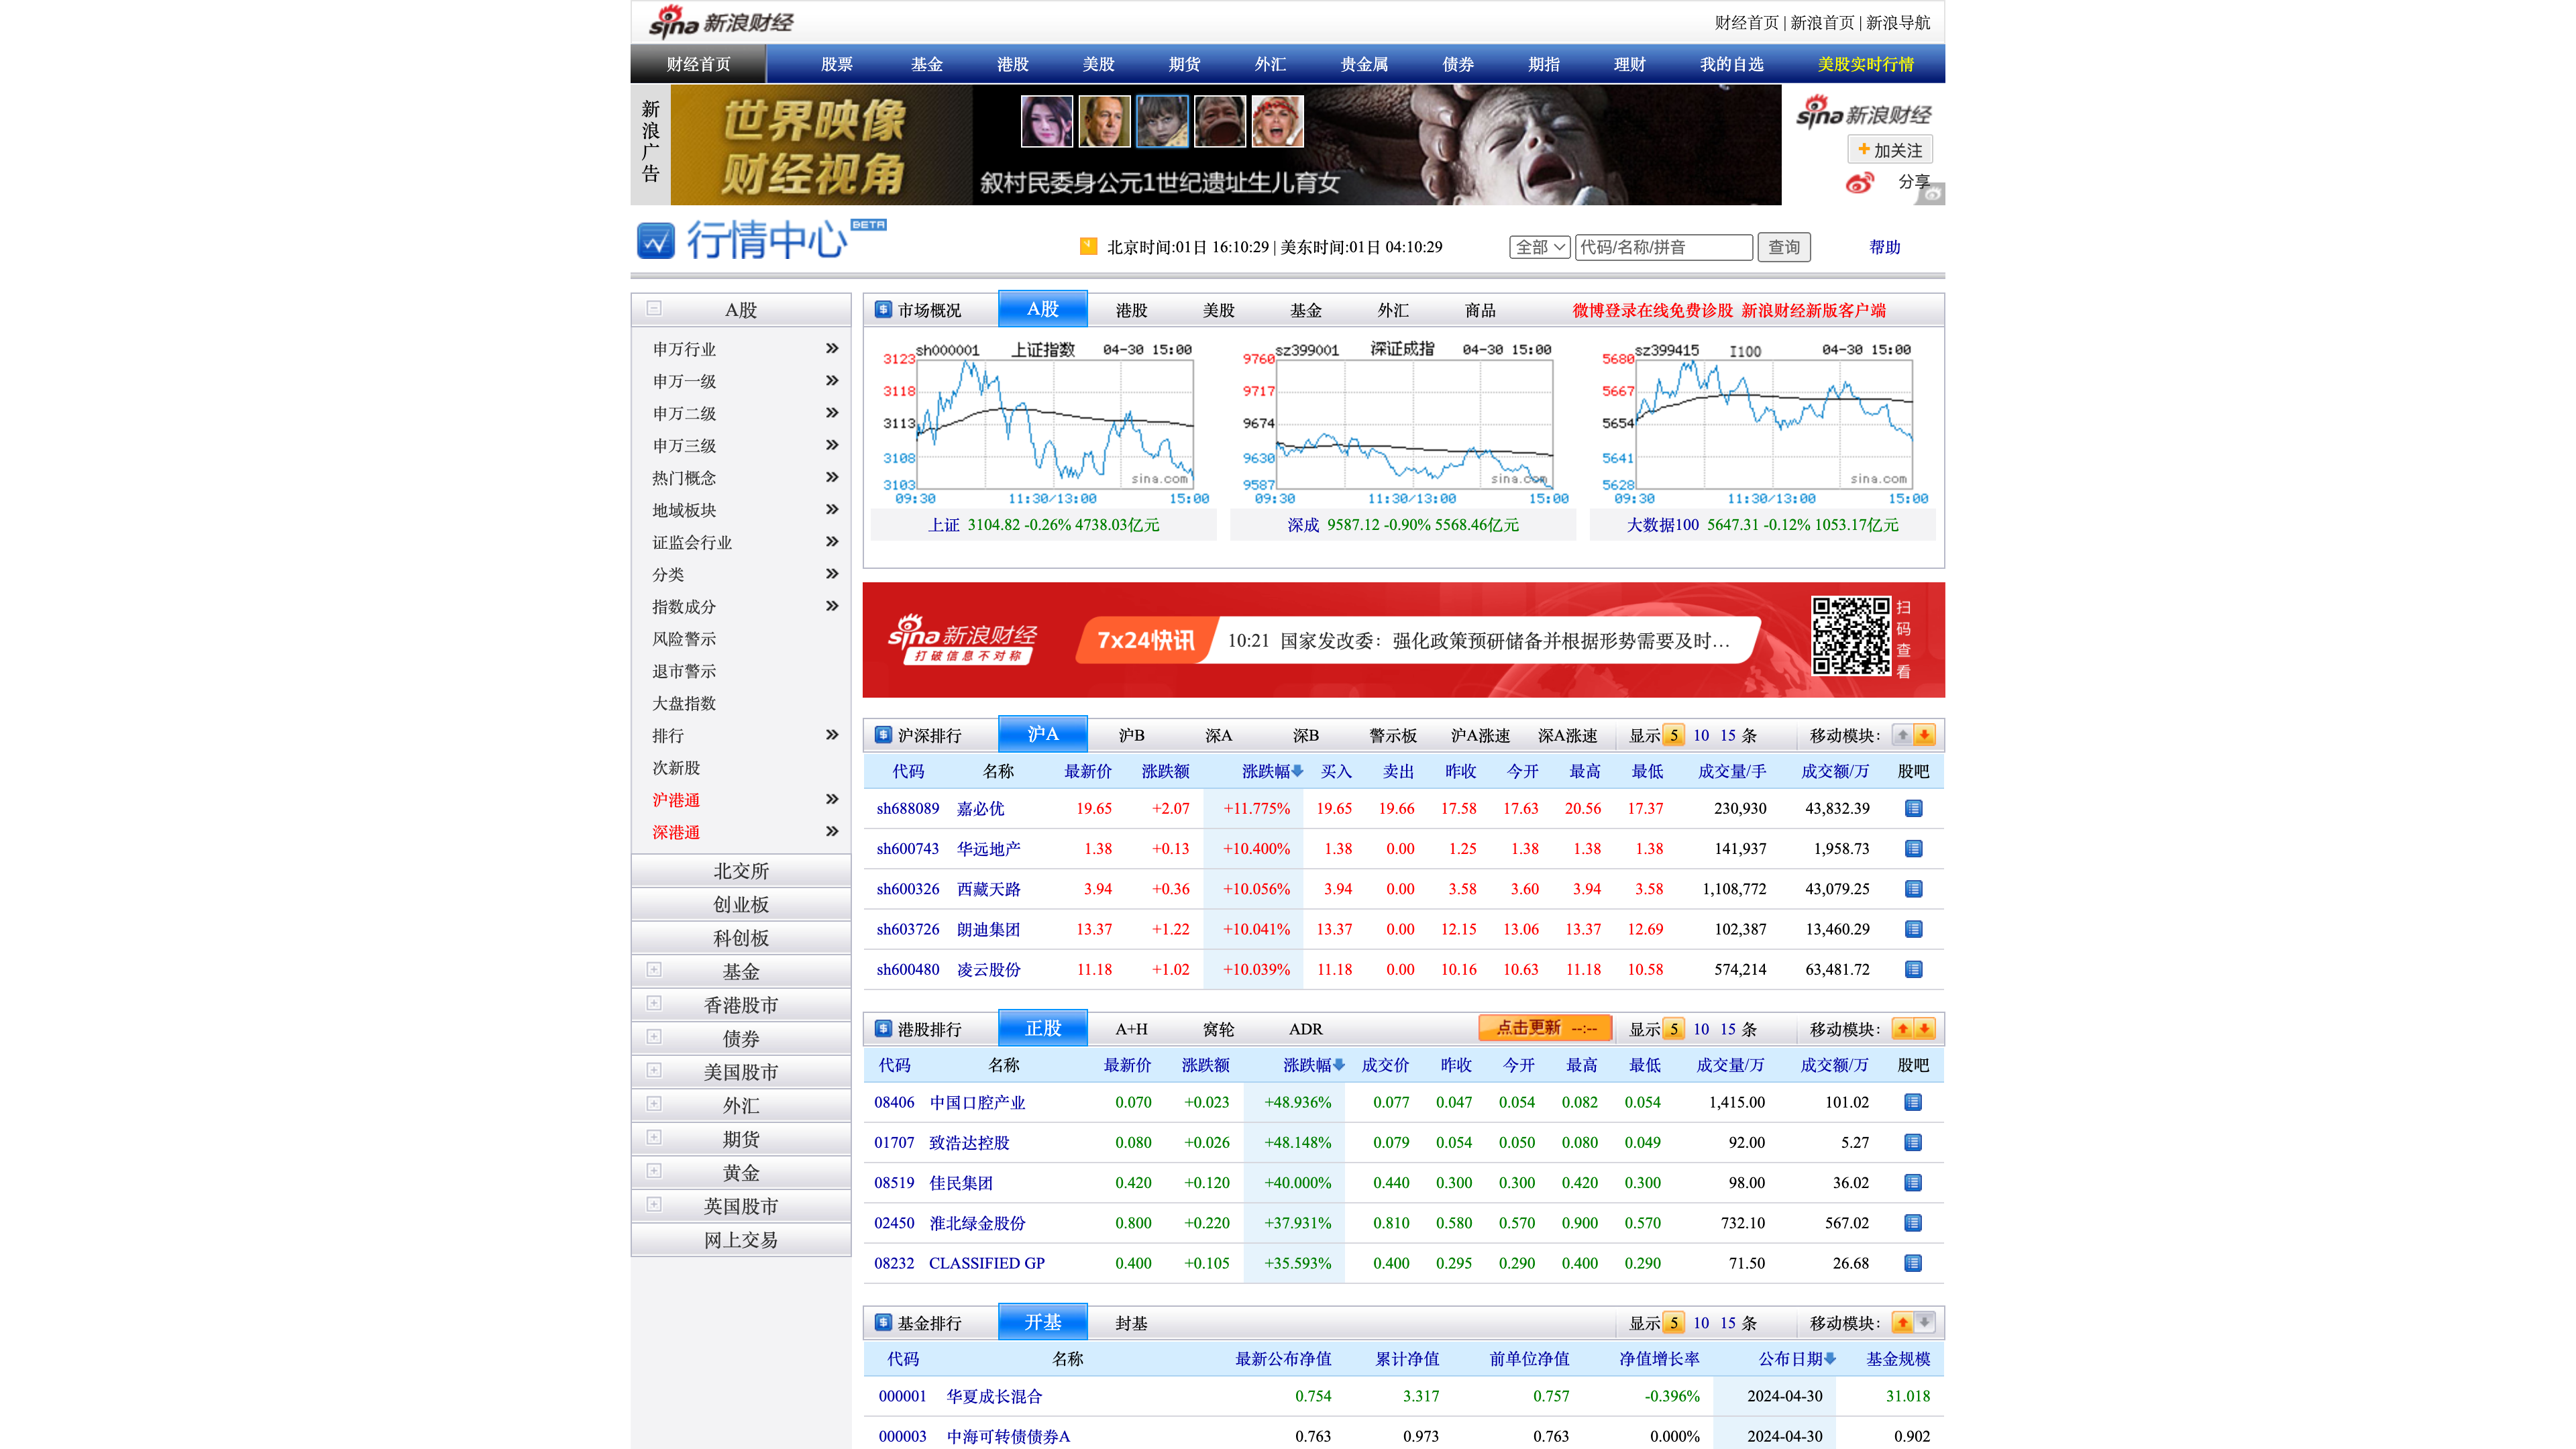 sina 新浪财经
财经首页 | 新浪首页 | 新浪导航
财经首页 股票 基金 港股 美股 期货 外汇 贵金属 债券 期指 理财 我的自选 美股实时行情
新浪广告
世界映像
财经视角
叙村民委身公元1世纪遗址生儿育女
sina 新浪财经
加关注
分享
行情中心 BETA
北京时间:01日 16:10:29 | 美东时间:01日 04:10:29
全部 代码/名称/拼音 查询 帮助
A股
申万行业
申万一级
申万二级
申万三级
热门概念
地域板块
证监会行业
分类
指数成分
风险警示
退市警示
大盘指数
排行
次新股
沪港通
深港通
北交所
创业板
科创板
基金
香港股市
债券
美国股市
外汇
期货
黄金
英国股市
网上交易
市场概况 A股 港股 美股 基金 外汇 商品 微博登录在线免费诊股 新浪财经新版客户端
sh000001 上证指数 04-30 15:00
3123
3118
3113
3108
3103
sina.com
09:30 11:30/13:00 15:00
上证 3104.82 -0.26% 4738.03亿元
sz399001 深证成指 04-30 15:00
9760
9717
9674
9630
9587
sina.com
09:30 11:30/13:00 15:00
深成 9587.12 -0.90% 5568.46亿元
sz399415 I100 04-30 15:00
5680
5667
5654
5641
5628
sina.com
09:30 11:30/13:00 15:00
大数据100 5647.31 -0.12% 1053.17亿元
sina 新浪财经
打破信息不对称
7x24快讯 10:21 国家发改委：强化政策预研储备并根据形势需要及时...
扫码查看
沪深排行 沪A 沪B 深A 深B 警示板 沪A涨速 深A涨速 显示 5 10 15 条 移动模块：
代码 名称 最新价 涨跌额 涨跌幅 买入 卖出 昨收 今开 最高 最低 成交量/手 成交额/万 股吧
sh688089 嘉必优 19.65 +2.07 +11.775% 19.65 19.66 17.58 17.63 20.56 17.37 230,930 43,832.39
sh600743 华远地产 1.38 +0.13 +10.400% 1.38 0.00 1.25 1.38 1.38 1.38 141,937 1,958.73
sh600326 西藏天路 3.94 +0.36 +10.056% 3.94 0.00 3.58 3.60 3.94 3.58 1,108,772 43,079.25
sh603726 朗迪集团 13.37 +1.22 +10.041% 13.37 0.00 12.15 13.06 13.37 12.69 102,387 13,460.29
sh600480 凌云股份 11.18 +1.02 +10.039% 11.18 0.00 10.16 10.63 11.18 10.58 574,214 63,481.72
港股排行 正股 A+H 窝轮 ADR 点击更新 --:-- 显示 5 10 15 条 移动模块：
代码 名称 最新价 涨跌额 涨跌幅 成交价 昨收 今开 最高 最低 成交量/万 成交额/万 股吧
08406 中国口腔产业 0.070 +0.023 +48.936% 0.077 0.047 0.054 0.082 0.054 1,415.00 101.02
01707 致浩达控股 0.080 +0.026 +48.148% 0.079 0.054 0.050 0.080 0.049 92.00 5.27
08519 佳民集团 0.420 +0.120 +40.000% 0.440 0.300 0.300 0.420 0.300 98.00 36.02
02450 淮北绿金股份 0.800 +0.220 +37.931% 0.810 0.580 0.570 0.900 0.570 732.10 567.02
08232 CLASSIFIED GP 0.400 +0.105 +35.593% 0.400 0.295 0.290 0.400 0.290 71.50 26.68
基金排行 开基 封基 显示 5 10 15 条 移动模块：
代码 名称 最新公布净值 累计净值 前单位净值 净值增长率 公布日期 基金规模
000001 华夏成长混合 0.754 3.317 0.757 -0.396% 2024-04-30 31.018
000003 中海可转债债券A 0.763 0.973 0.763 0.000% 2024-04-30 0.902